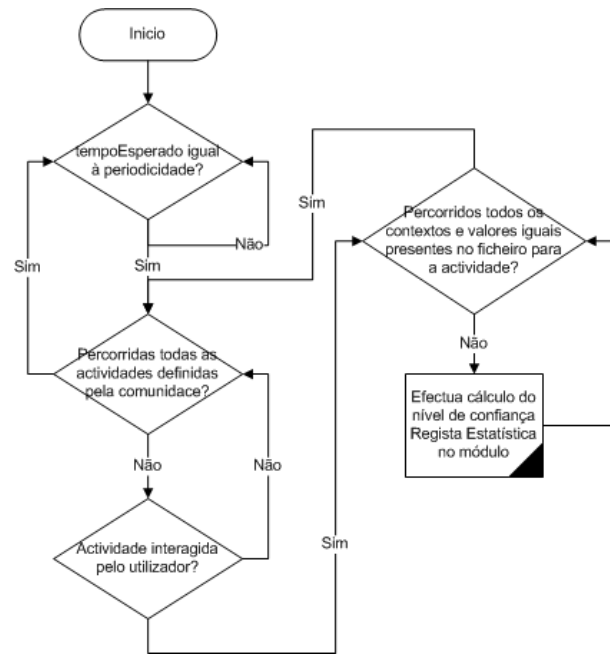 Inicio
tempoEsperado igual
à periodicidade?
Não
Sim
Sim
Sim
Percorridos todos os
contextos e valores iguais
presentes no ficheiro para
a actividade?
Percorridas todas as
actividades definidas
pela comunidace?
Não
Efectua cálculo do
nível de confiança
Regista Estatística
no módulo
Não
Não
Actividade interagida
pelo utilizador?
Sim